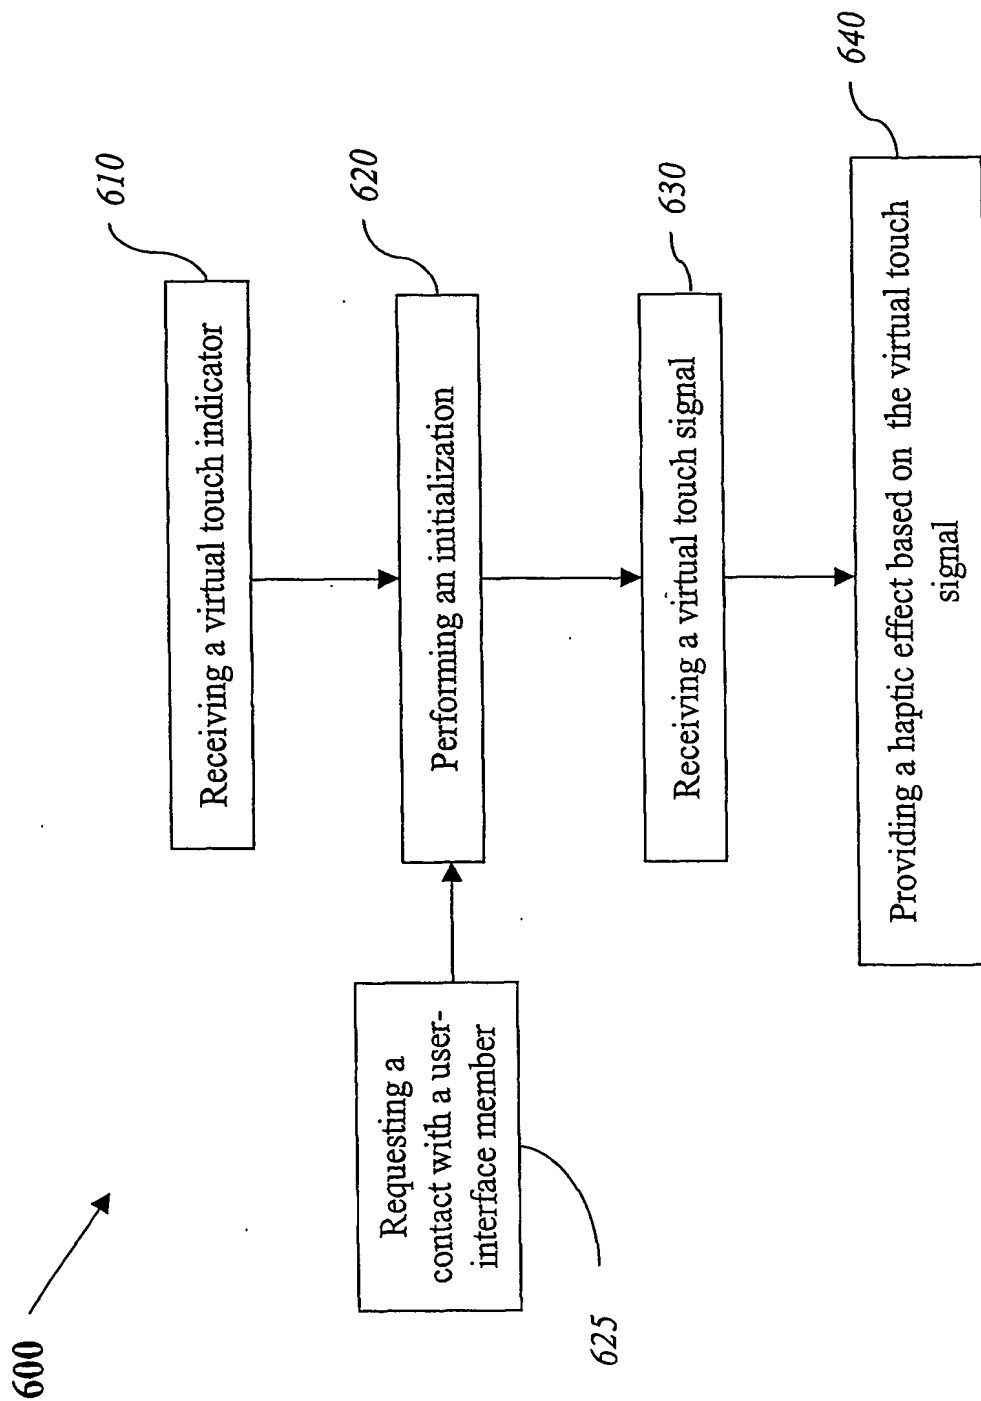 600
610
Receiving a virtual touch indicator
620
Performing an initialization
Requesting a
contact with a user-
interface member
625
630
Receiving a virtual touch signal
640
Providing a haptic effect based on the virtual touch
signal